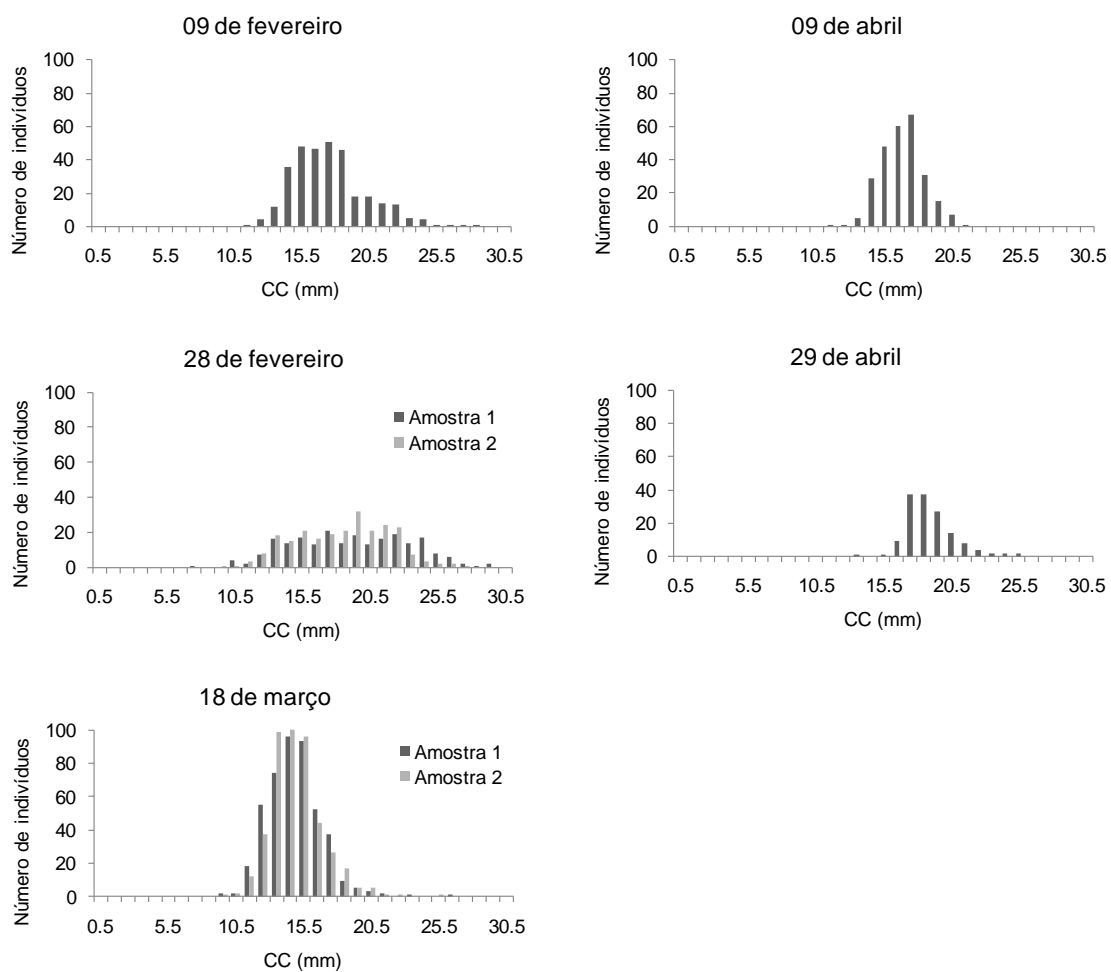 09 de fevereiro
Número de indivíduos
100
80
60
40
20
0
0.5 5.5 10.5 15.5 20.5 25.5 30.5
CC (mm)
09 de abril
Número de indivíduos
100
80
60
40
20
0
0.5 5.5 10.5 15.5 20.5 25.5 30.5
CC (mm)
28 de fevereiro
Número de indivíduos
100
80
60
40
20
0
Amostra 1
Amostra 2
0.5 5.5 10.5 15.5 20.5 25.5 30.5
CC (mm)
29 de abril
Número de indivíduos
100
80
60
40
20
0
0.5 5.5 10.5 15.5 20.5 25.5 30.5
CC (mm)
18 de março
Número de indivíduos
100
80
60
40
20
0
Amostra 1
Amostra 2
0.5 5.5 10.5 15.5 20.5 25.5 30.5
CC (mm)